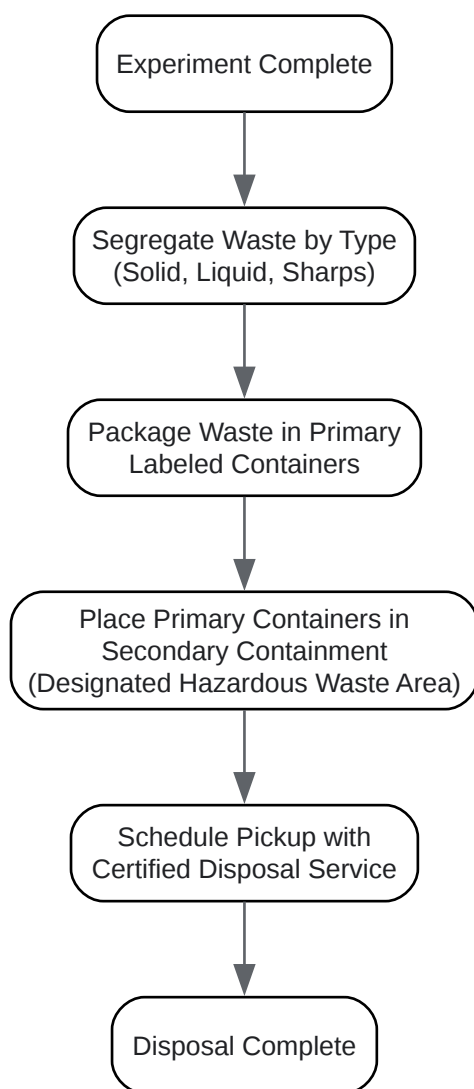 Experiment Complete
Segregate Waste by Type
(Solid, Liquid, Sharps)
Package Waste in Primary
Labeled Containers
Place Primary Containers in
Secondary Containment
(Designated Hazardous Waste Area)
Schedule Pickup with
Certified Disposal Service
Disposal Complete